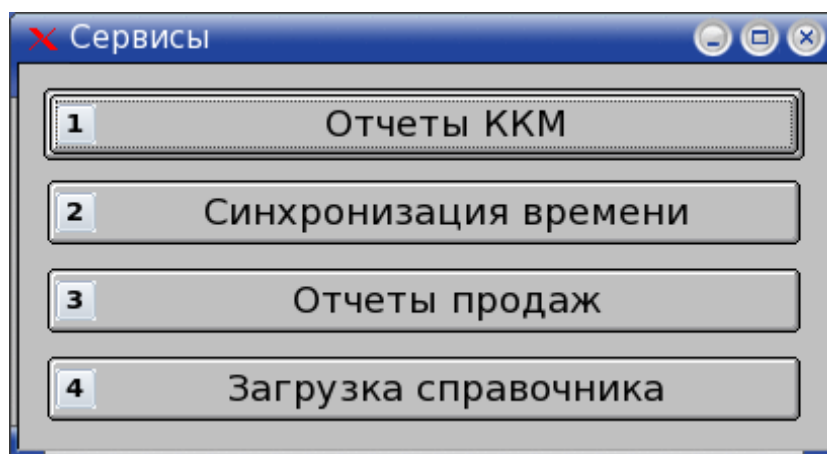 Сервисы
1 Отчеты ККМ
2 Синхронизация времени
3 Отчеты продаж
4 Загрузка справочника